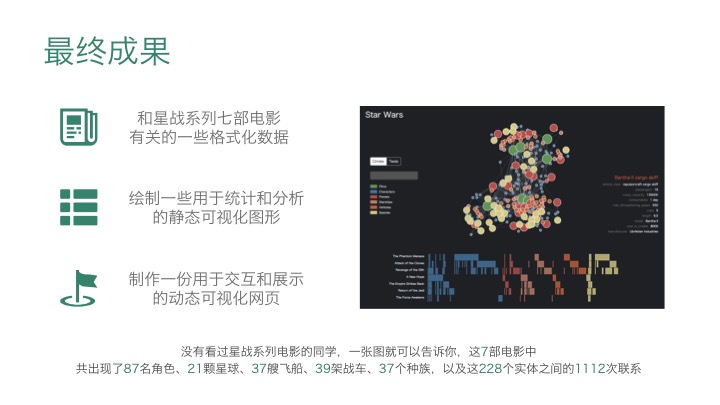 最终成果
和星战系列七部电影
有关的一些格式化数据
绘制一些用于统计和分析
的静态可视化图形
制作一份用于交互和展示
的动态可视化网页
Star Wars
Circles
Texts
Films
Characters
Planets
Starships
Vehicles
Species
Bantha-II cargo skiff
The Phantom Menace
Attack of the Clones
Revenge of the Sith
A New Hope
The Empire Strikes Back
Return of the Jedi
The Force Awakens
没有看过星战系列电影的同学，一张图就可以告诉你，这7部电影中
共出现了87名角色、21颗星球、37艘飞船、39架战车、37个种族，以及这228个实体之间的1112次联系